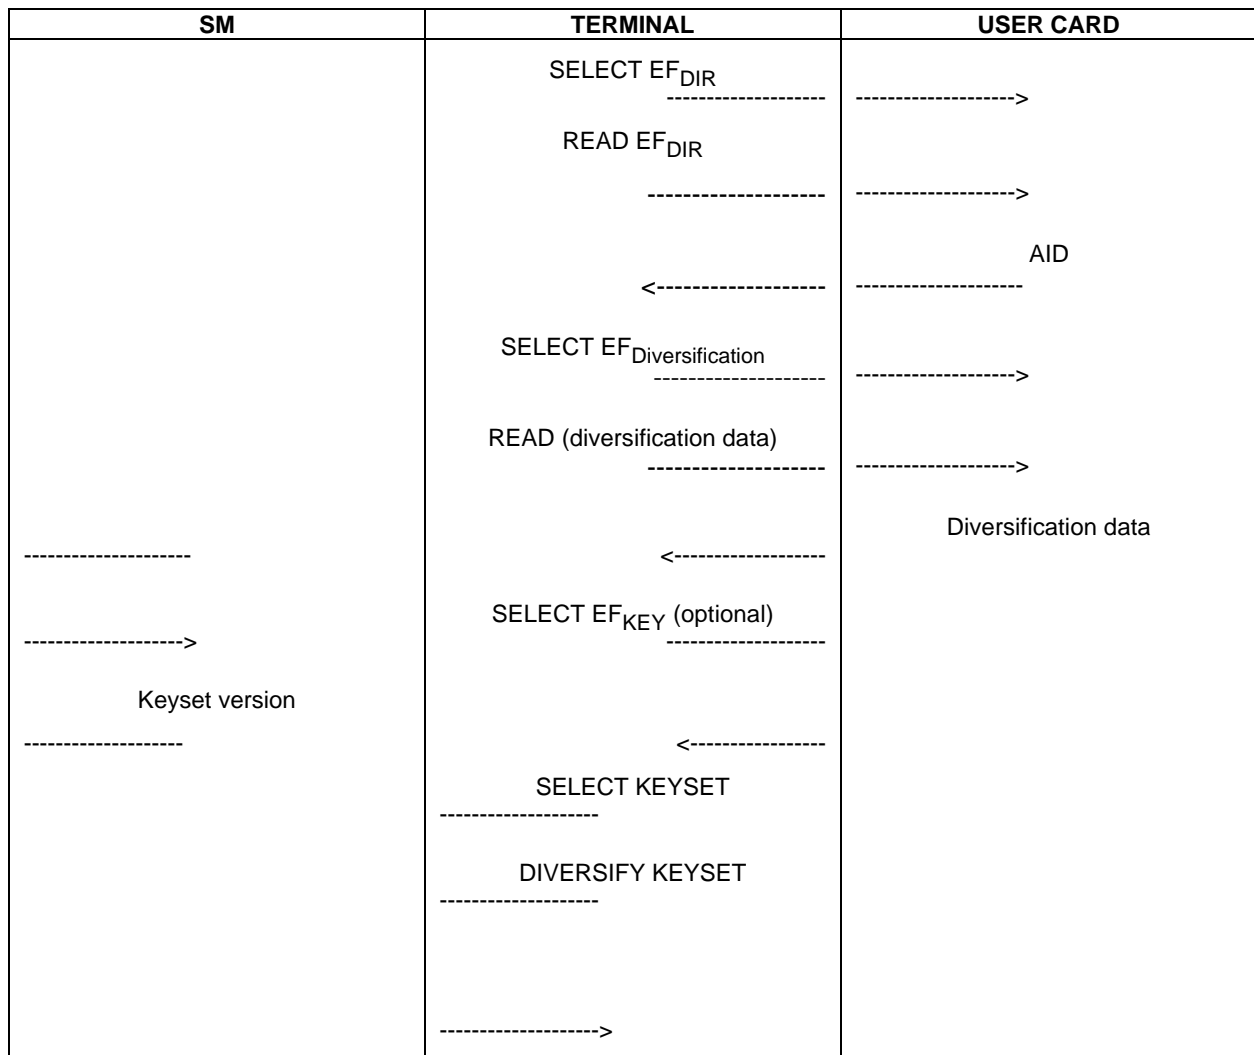 SM TERMINAL USER CARD
SELECT EFDIR
-------------------- -------------------->
READ EFDIR
-------------------- -------------------->
AID
<------------------- ---------------------
SELECT EFDiversification
-------------------- -------------------->
READ (diversification data)
-------------------- -------------------->
Diversification data
--------------------- <-------------------
SELECT EFKEY (optional)
--------------------> --------------------
Keyset version
-------------------- <-----------------
SELECT KEYSET
--------------------
DIVERSIFY KEYSET
--------------------
-------------------->